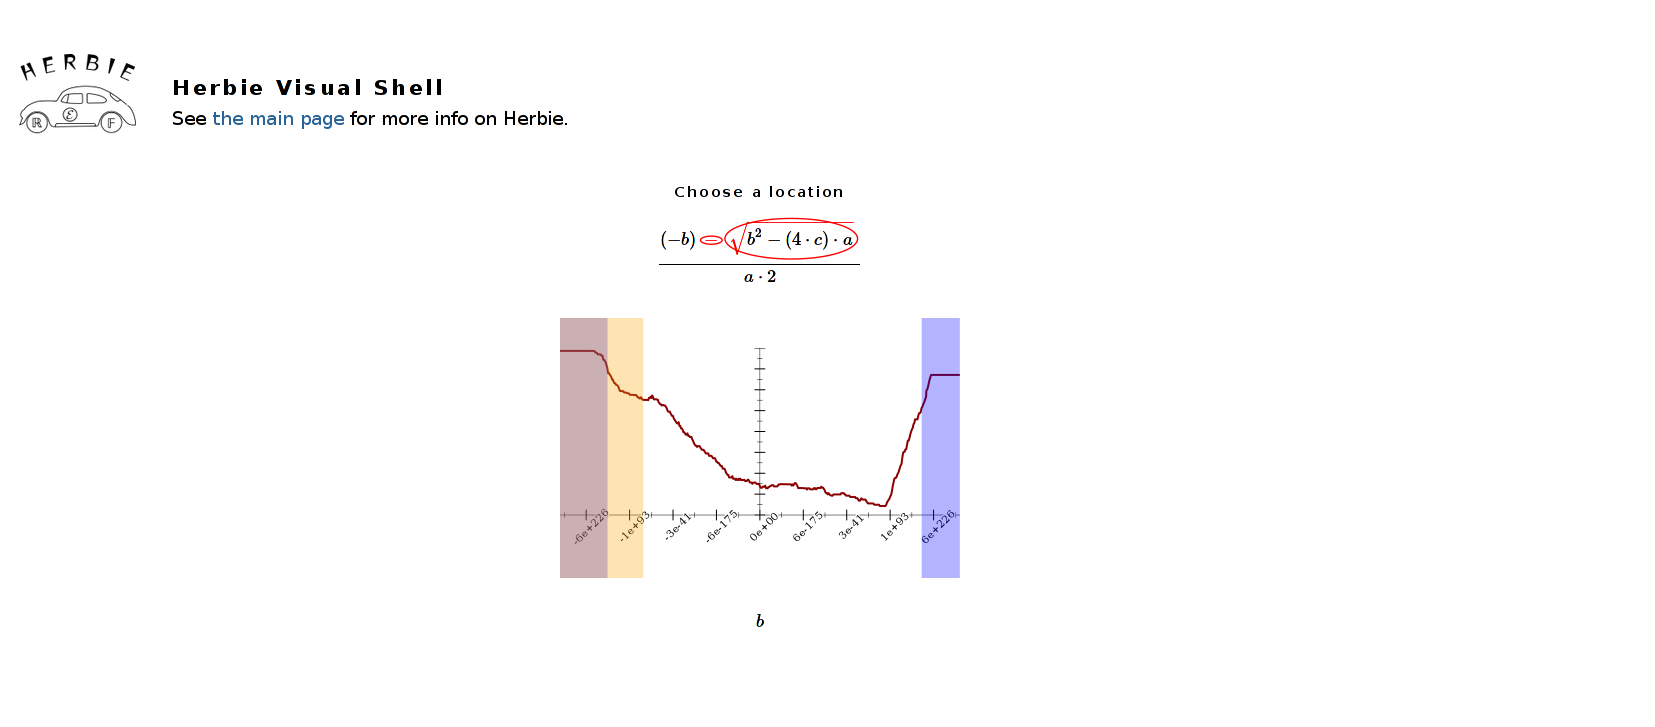 HERBIE
R E F
Herbie Visual Shell
See the main page for more info on Herbie.
Choose a location
(−b) − √b² − (4 · c) · a
a · 2
-6e+226 -1e+93 -3e-41 -6e-175 0e+00 6e-175 3e-41 1e+93 6e+226
b